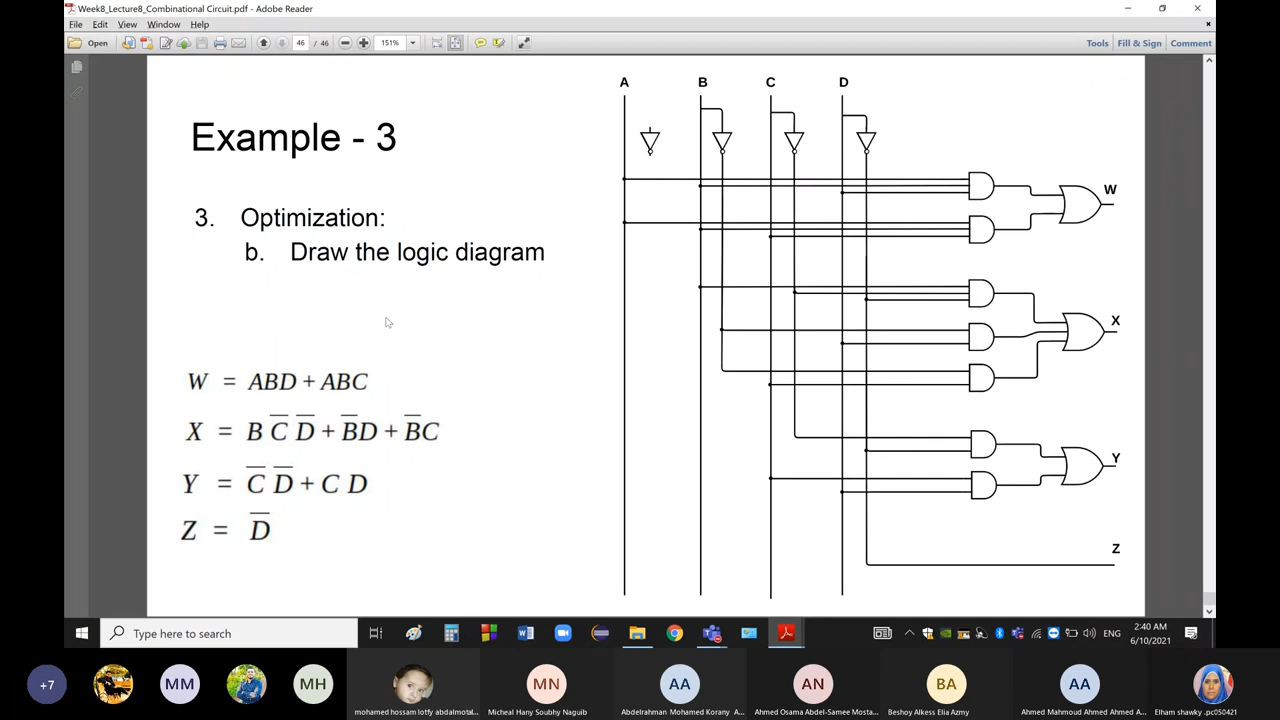 Week8_Lecture8_Combinational Circuit.pdf - Adobe Reader
File Edit View Window Help
Open 46 / 46 151% Tools Fill & Sign Comment
A B C D
Example - 3
3. Optimization:
b. Draw the logic diagram
W = ABD + ABC
X = B C̅ D̅ + B̅D + B̅C
Y = C̅ D̅ + C D
Z = D̅
W
X
Y
Z
Type here to search
ENG
2:40 AM
6/10/2021
+7 MM MH MN AA AN BA AA
mohamed hossam lotfy abdalmotal...
Micheal Hany Soubhy Naguib
Abdelrahman Mohamed Korany A...
Ahmed Osama Abdel-Samee Mosta...
Beshoy Alkess Elia Azmy
Ahmed Mahmoud Ahmed Ahmed A...
Elham shawky .pc050421